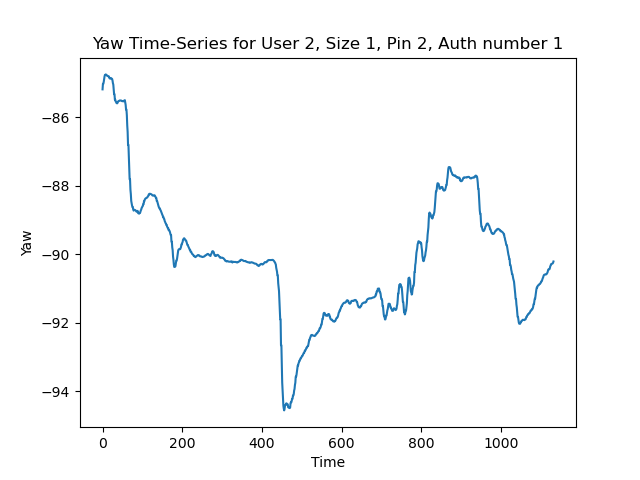 Yaw Time-Series for User 2, Size 1, Pin 2, Auth number 1
Yaw
−86
−88
−90
−92
−94
0 200 400 600 800 1000
Time